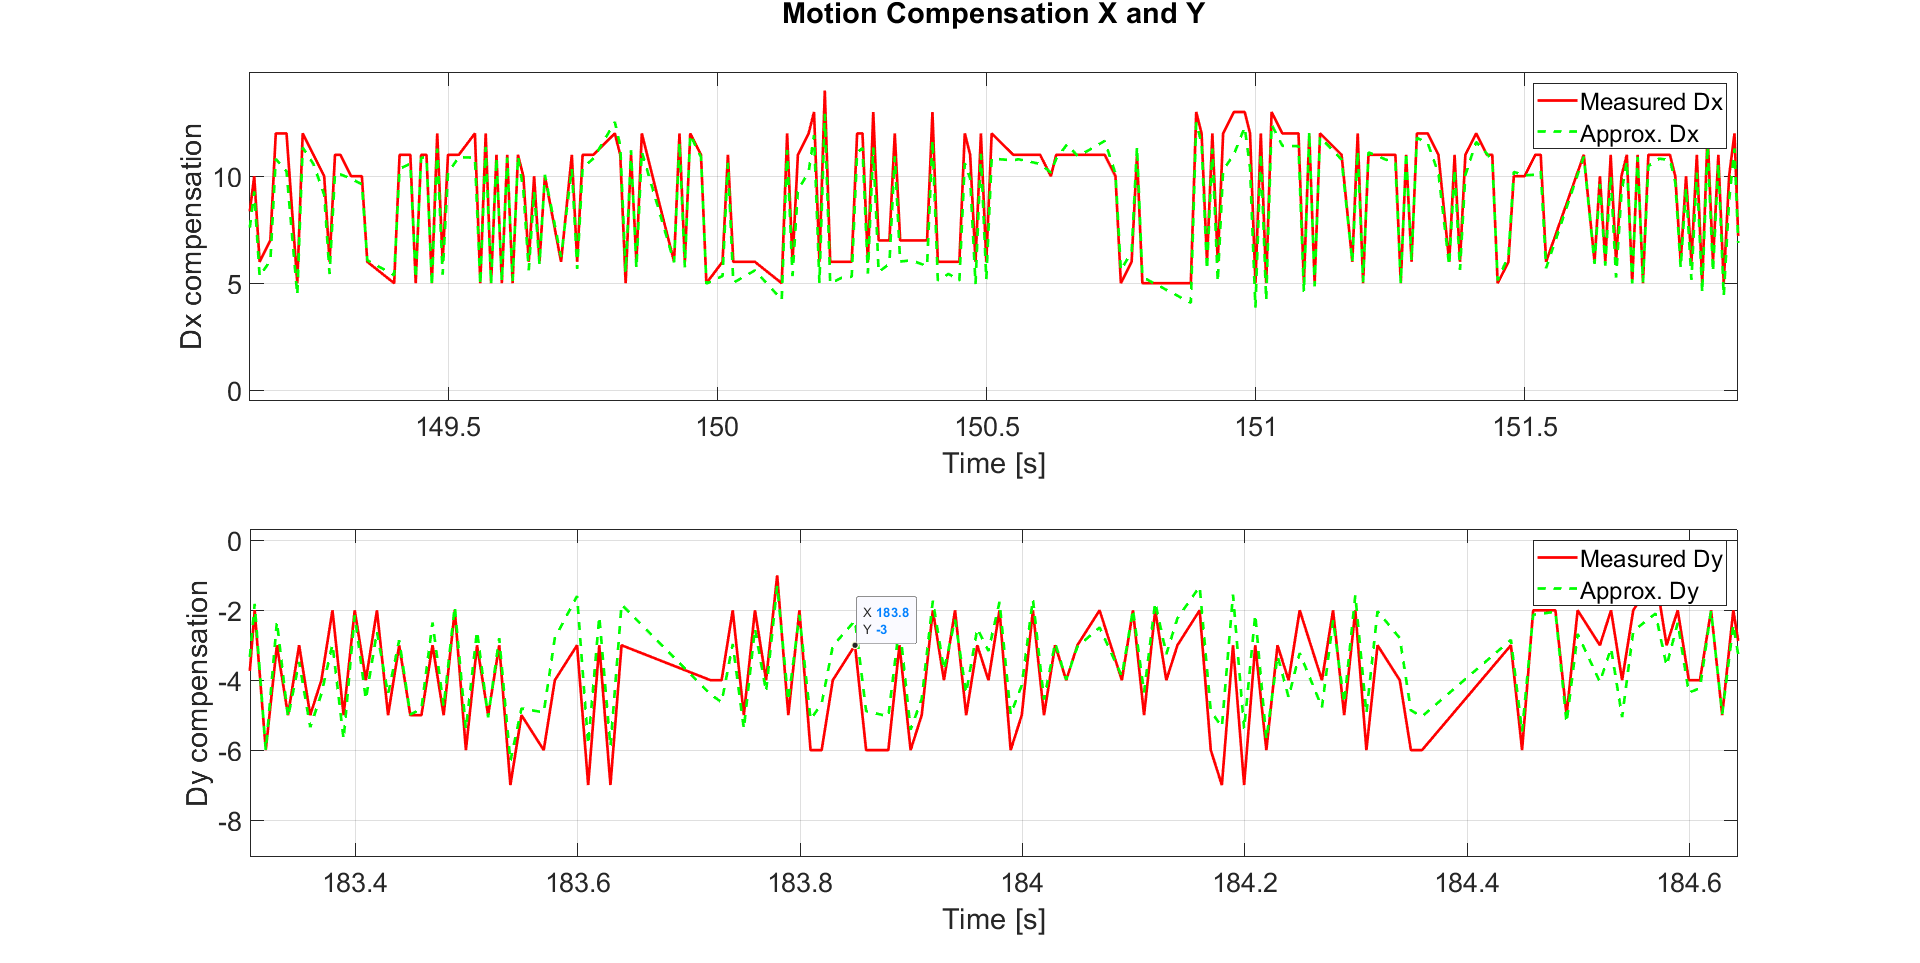 Motion Compensation X and Y
Measured Dx
Approx. Dx
Dx compensation
10
5
0
149.5 150 150.5 151 151.5
Time [s]
Measured Dy
Approx. Dy
X 183.8
Y -3
Dy compensation
0
-2
-4
-6
-8
183.4 183.6 183.8 184 184.2 184.4 184.6
Time [s]